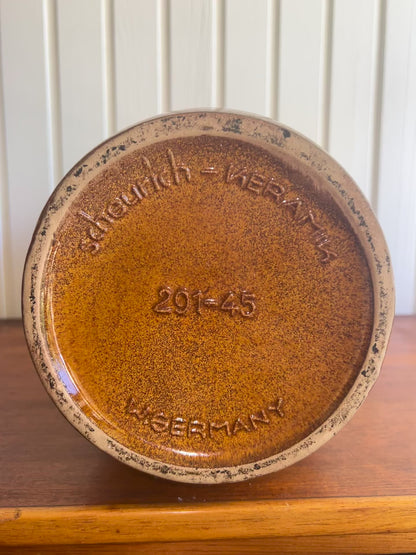 scheurich - KERAMIK
201-45
W.GERMANY